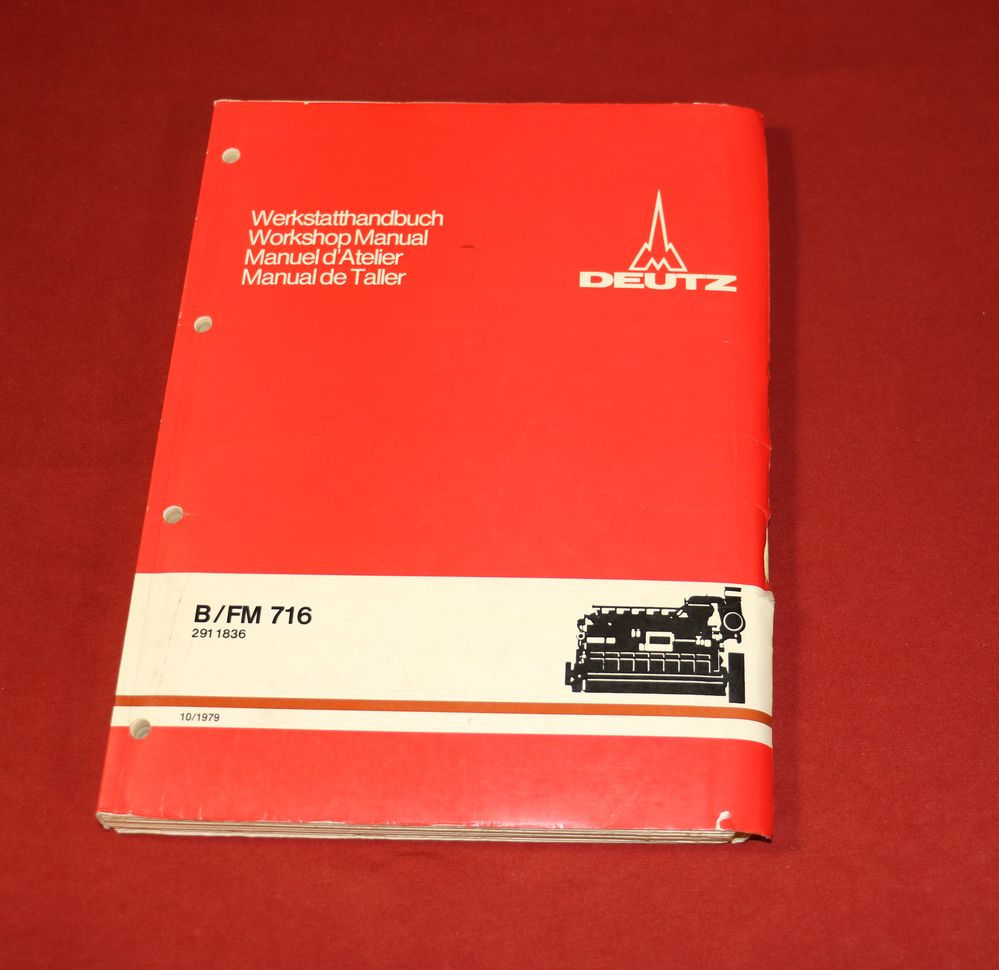 Werkstatthandbuch
Workshop Manual
Manuel d'Atelier
Manual de Taller
DEUTZ
B/FM 716
291 1836
10/1979